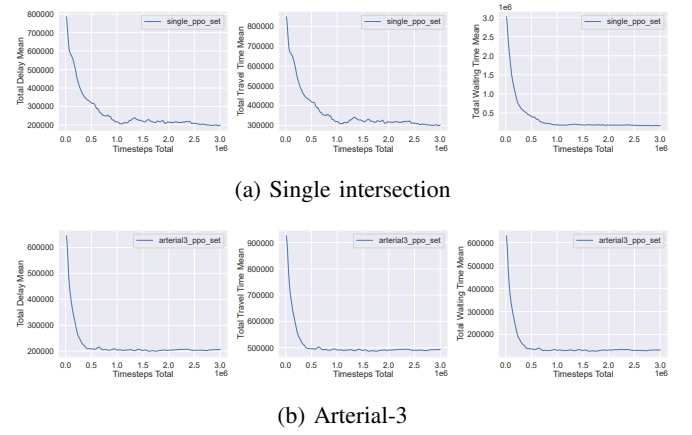 800000
700000
600000
500000
400000
300000
200000
Total Delay Mean
single_ppo_set
0.0 0.5 1.0 1.5 2.0 2.5 3.0
Timesteps Total
1e6
800000
700000
600000
500000
400000
300000
Total Travel Time Mean
single_ppo_set
0.0 0.5 1.0 1.5 2.0 2.5 3.0
Timesteps Total
1e6
1e6
3.0
2.5
2.0
1.5
1.0
0.5
Total Waiting Time Mean
single_ppo_set
0.0 0.5 1.0 1.5 2.0 2.5 3.0
Timesteps Total
1e6
(a) Single intersection
600000
500000
400000
300000
200000
Total Delay Mean
arterial3_ppo_set
0.0 0.5 1.0 1.5 2.0 2.5 3.0
Timesteps Total
1e6
900000
800000
700000
600000
500000
Total Travel Time Mean
arterial3_ppo_set
0.0 0.5 1.0 1.5 2.0 2.5 3.0
Timesteps Total
1e6
600000
500000
400000
300000
200000
Total Waiting Time Mean
arterial3_ppo_set
0.0 0.5 1.0 1.5 2.0 2.5 3.0
Timesteps Total
1e6
(b) Arterial-3